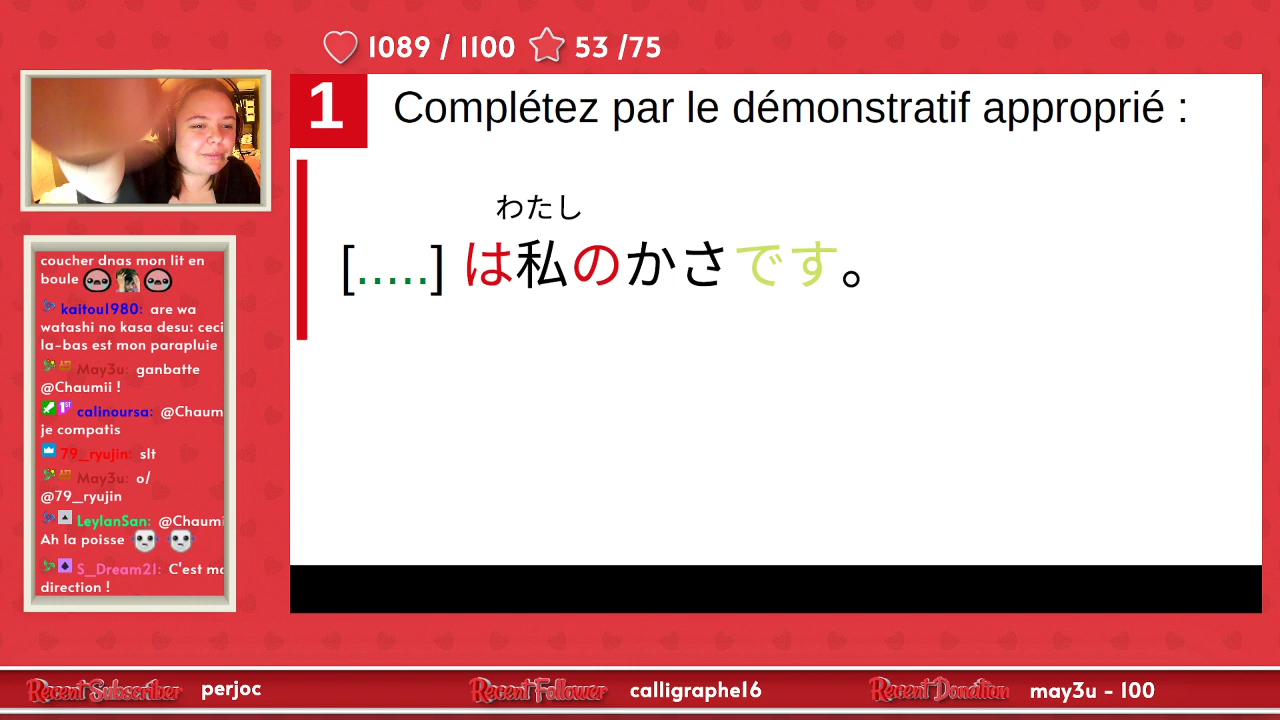 1089 / 1100 53 /75
1 Complétez par le démonstratif approprié :
わたし
[.....] は私のかさです。
coucher dnas mon lit en
boule
kaitou1980: are wa
watashi no kasa desu: ceci
la-bas est mon parapluie
May3u: ganbatte
@Chaumii !
calinoursa: @Chaum
je compatis
79_ryujin: slt
May3u: o/
@79_ryujin
LeylanSan: @Chaumi
Ah la poisse
S_Dream21: C'est ma
direction !
Recent Subscriber perjoc
Recent Follower calligraphe16
Recent Donation may3u - 100